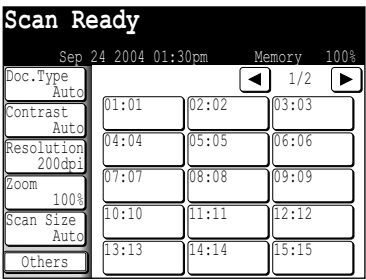 Scan Ready
Sep 24 2004 01:30pm Memory 100%
Doc.Type
Auto
1/2
Contrast
Auto
01:01 02:02 03:03
Resolution
200dpi
04:04 05:05 06:06
Zoom
100%
07:07 08:08 09:09
Scan Size
Auto
10:10 11:11 12:12
Others
13:13 14:14 15:15